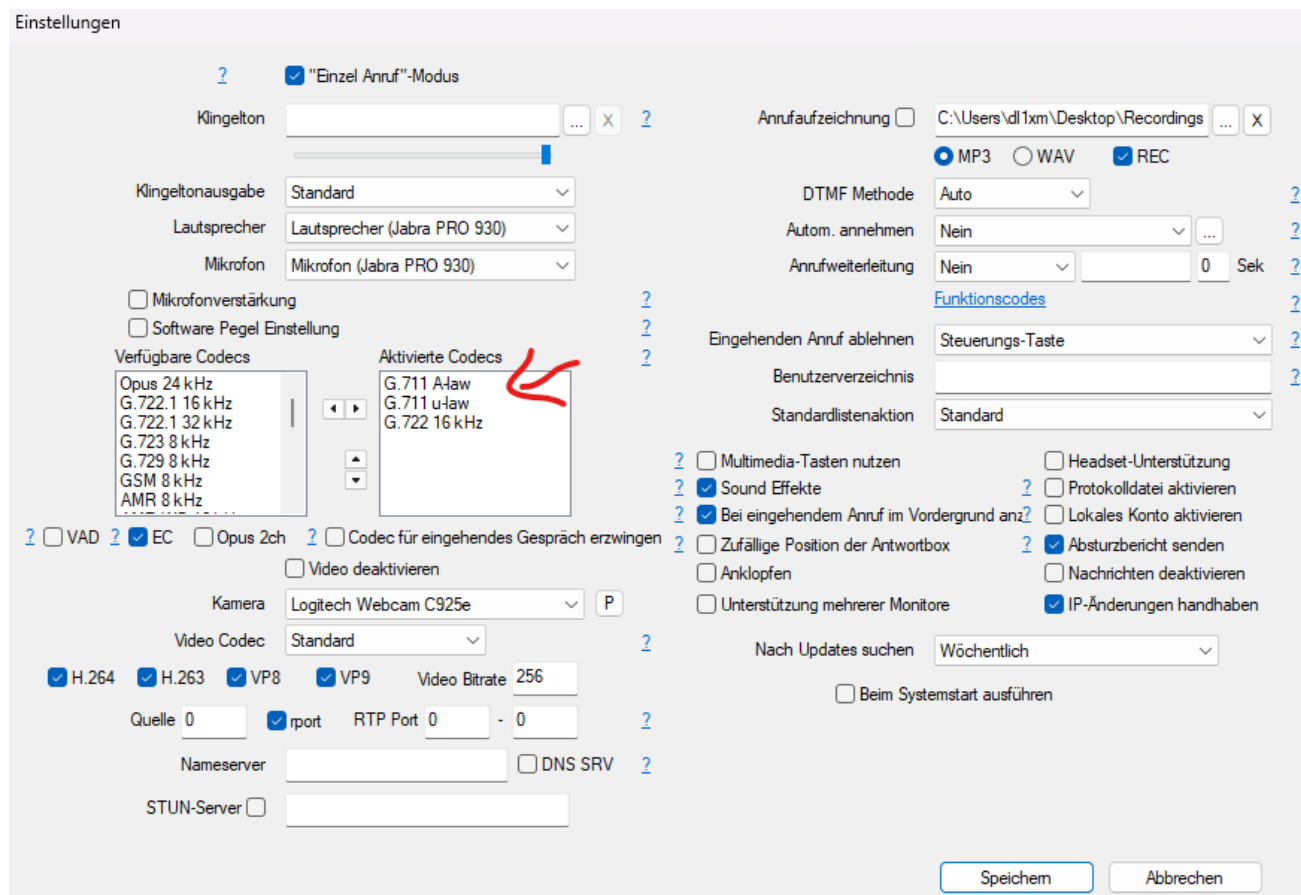 Einstellungen
? "Einzel Anruf"-Modus
Klingelton ... X ?
Klingeltonausgabe Standard
Lautsprecher Lautsprecher (Jabra PRO 930)
Mikrofon Mikrofon (Jabra PRO 930)
Mikrofonverstärkung ?
Software Pegel Einstellung ?
Verfügbare Codecs Aktivierte Codecs ?
Opus 24 kHz G.711 A-law
G.722.1 16 kHz G.711 u-law
G.722.1 32 kHz G.722 16 kHz
G.723 8 kHz
G.729 8 kHz
GSM 8 kHz
AMR 8 kHz
? VAD ? EC Opus 2ch ? Codec für eingehendes Gespräch erzwingen
Video deaktivieren
Kamera Logitech Webcam C925e P
Video Codec Standard ?
H.264 H.263 VP8 VP9 Video Bitrate 256
Quelle 0 rport RTP Port 0 - 0 ?
Nameserver DNS SRV ?
STUN-Server
Anrufaufzeichnung C:\Users\dl1xm\Desktop\Recordings ... X
MP3 WAV REC
DTMF Methode Auto ?
Autom. annehmen Nein ... ?
Anrufweiterleitung Nein 0 Sek ?
Funktionscodes ?
Eingehenden Anruf ablehnen Steuerungs-Taste ?
Benutzerverzeichnis ?
Standardlistenaktion Standard
? Multimedia-Tasten nutzen Headset-Unterstützung
? Sound Effekte ? Protokolldatei aktivieren
? Bei eingehendem Anruf im Vordergrund anz ? Lokales Konto aktivieren
? Zufällige Position der Antwortbox ? Absturzbericht senden
Anklopfen Nachrichten deaktivieren
Unterstützung mehrerer Monitore IP-Änderungen handhaben
Nach Updates suchen Wöchentlich
Beim Systemstart ausführen
Speichern Abbrechen